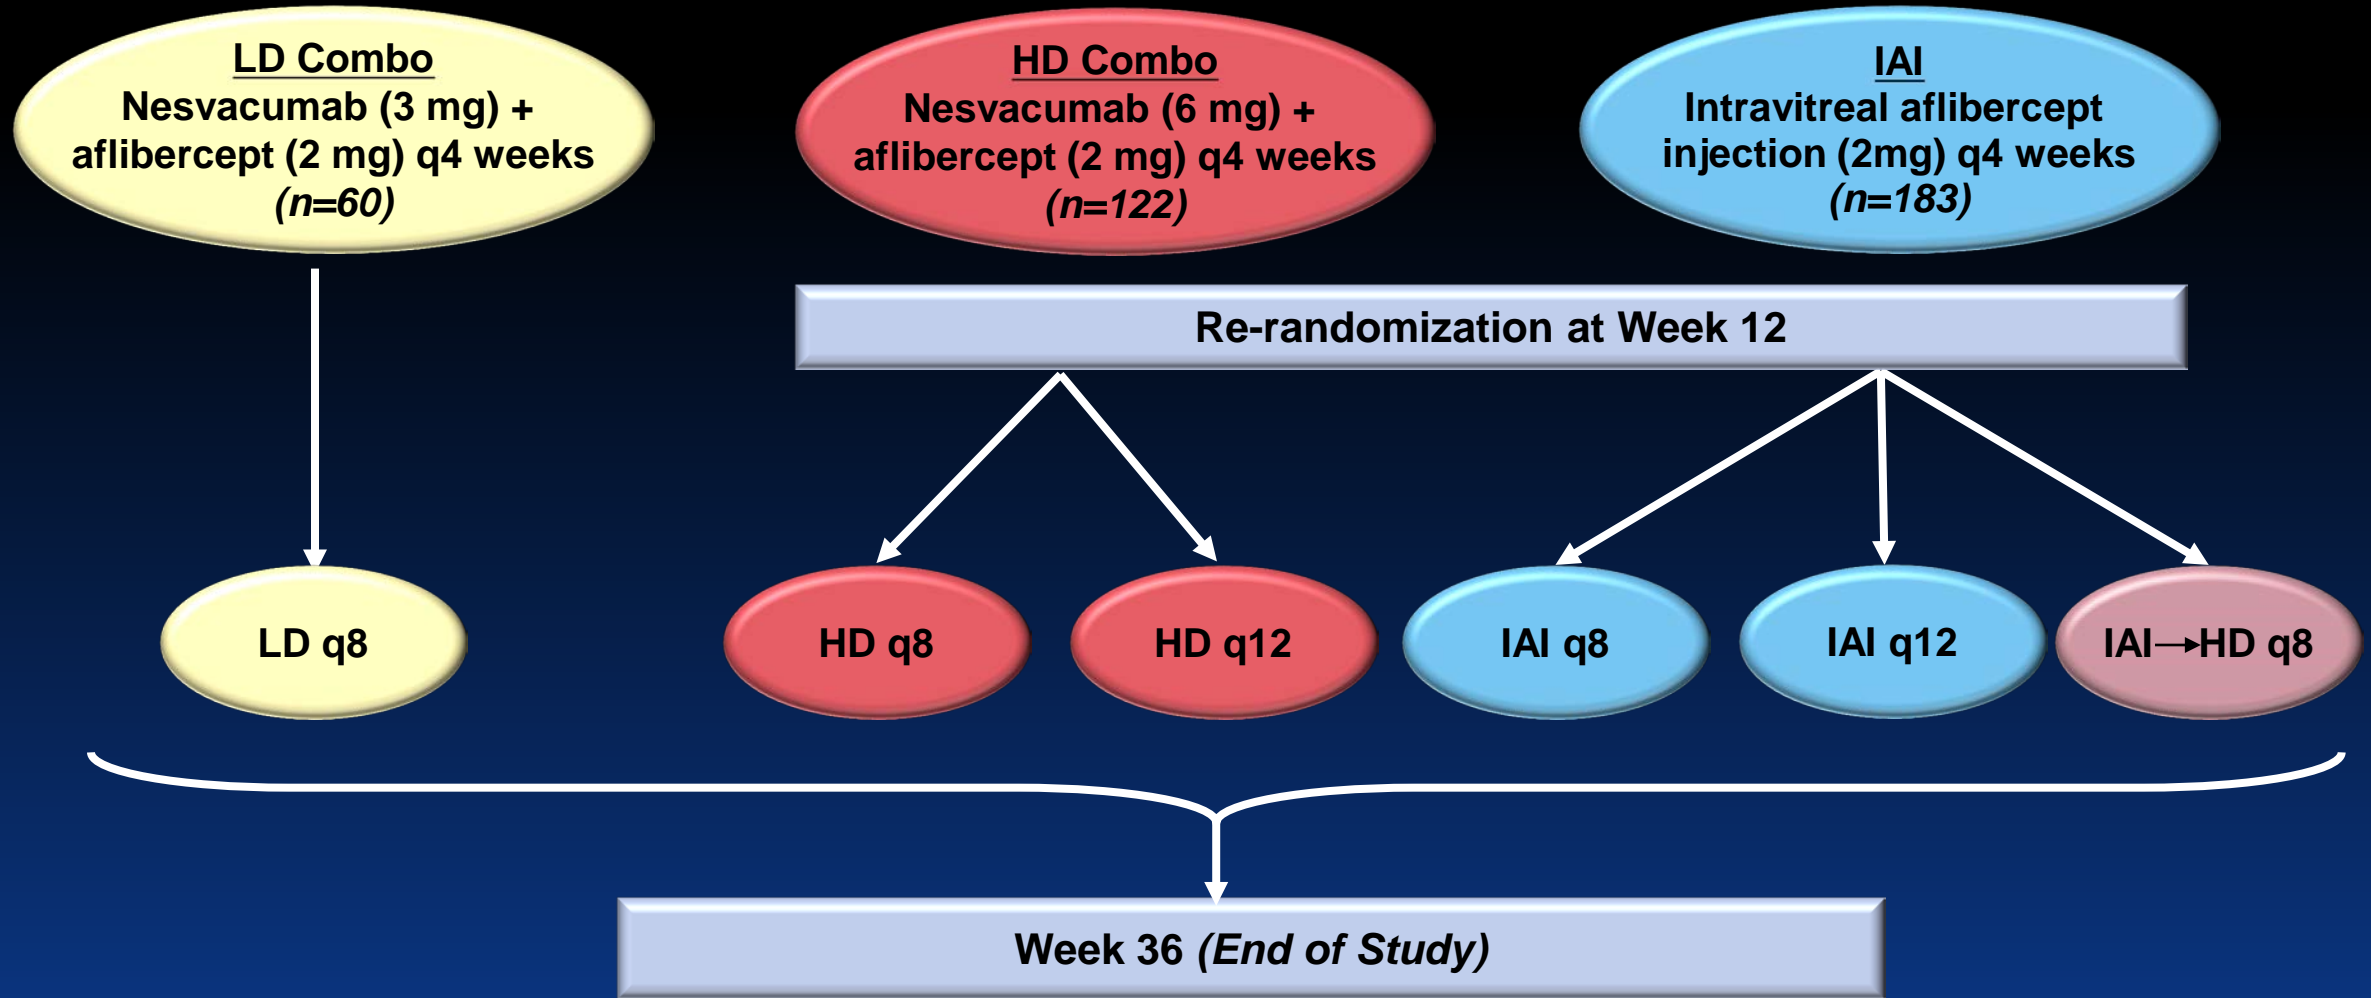 LD Combo
Nesvacumab (3 mg) +
aflibercept (2 mg) q4 weeks
(n=60)
HD Combo
Nesvacumab (6 mg) +
aflibercept (2 mg) q4 weeks
(n=122)
IAI
Intravitreal aflibercept
injection (2mg) q4 weeks
(n=183)
Re-randomization at Week 12
LD q8
HD q8
HD q12
IAI q8
IAI q12
IAI→HD q8
Week 36 (End of Study)